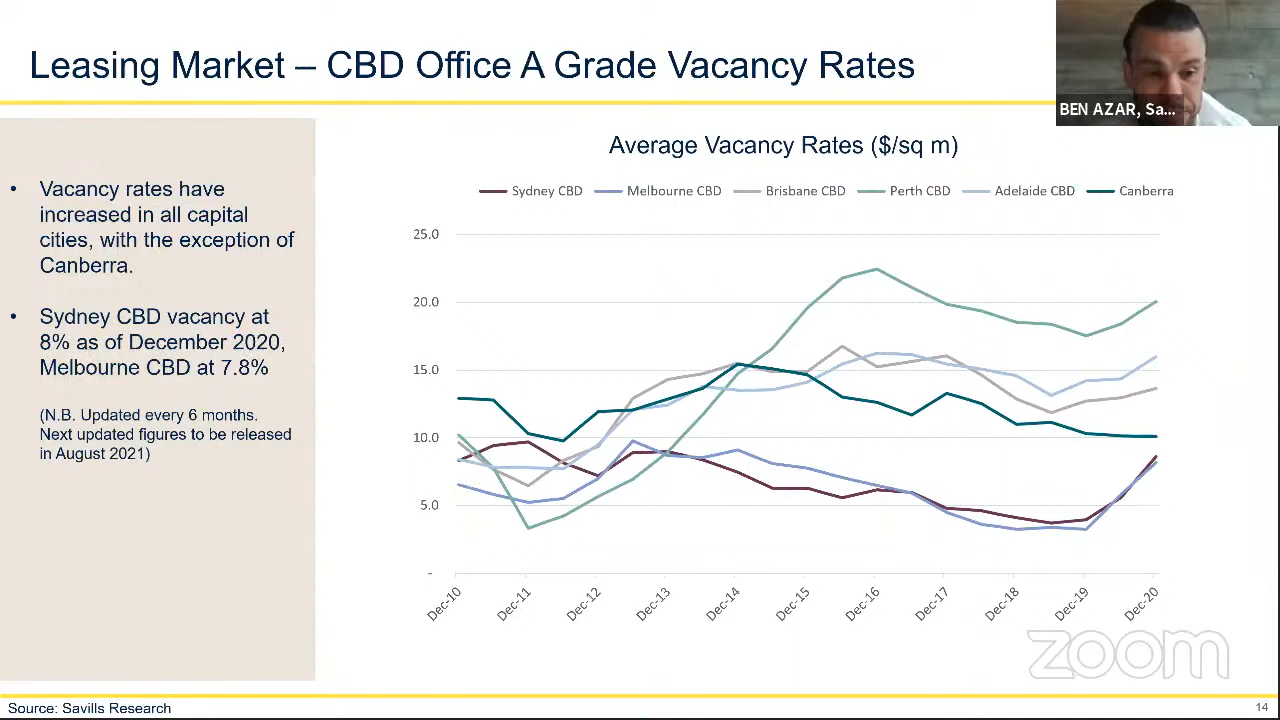 Leasing Market – CBD Office A Grade Vacancy Rates
BEN AZAR, Sa...
• Vacancy rates have
increased in all capital
cities, with the exception of
Canberra.
• Sydney CBD vacancy at
8% as of December 2020,
Melbourne CBD at 7.8%
(N.B. Updated every 6 months.
Next updated figures to be released
in August 2021)
Average Vacancy Rates ($/sq m)
Sydney CBD Melbourne CBD Brisbane CBD Perth CBD Adelaide CBD Canberra
25.0
20.0
15.0
10.0
5.0
-
Dec-10 Dec-11 Dec-12 Dec-13 Dec-14 Dec-15 Dec-16 Dec-17 Dec-18 Dec-19 Dec-20
zoom
Source: Savills Research
14